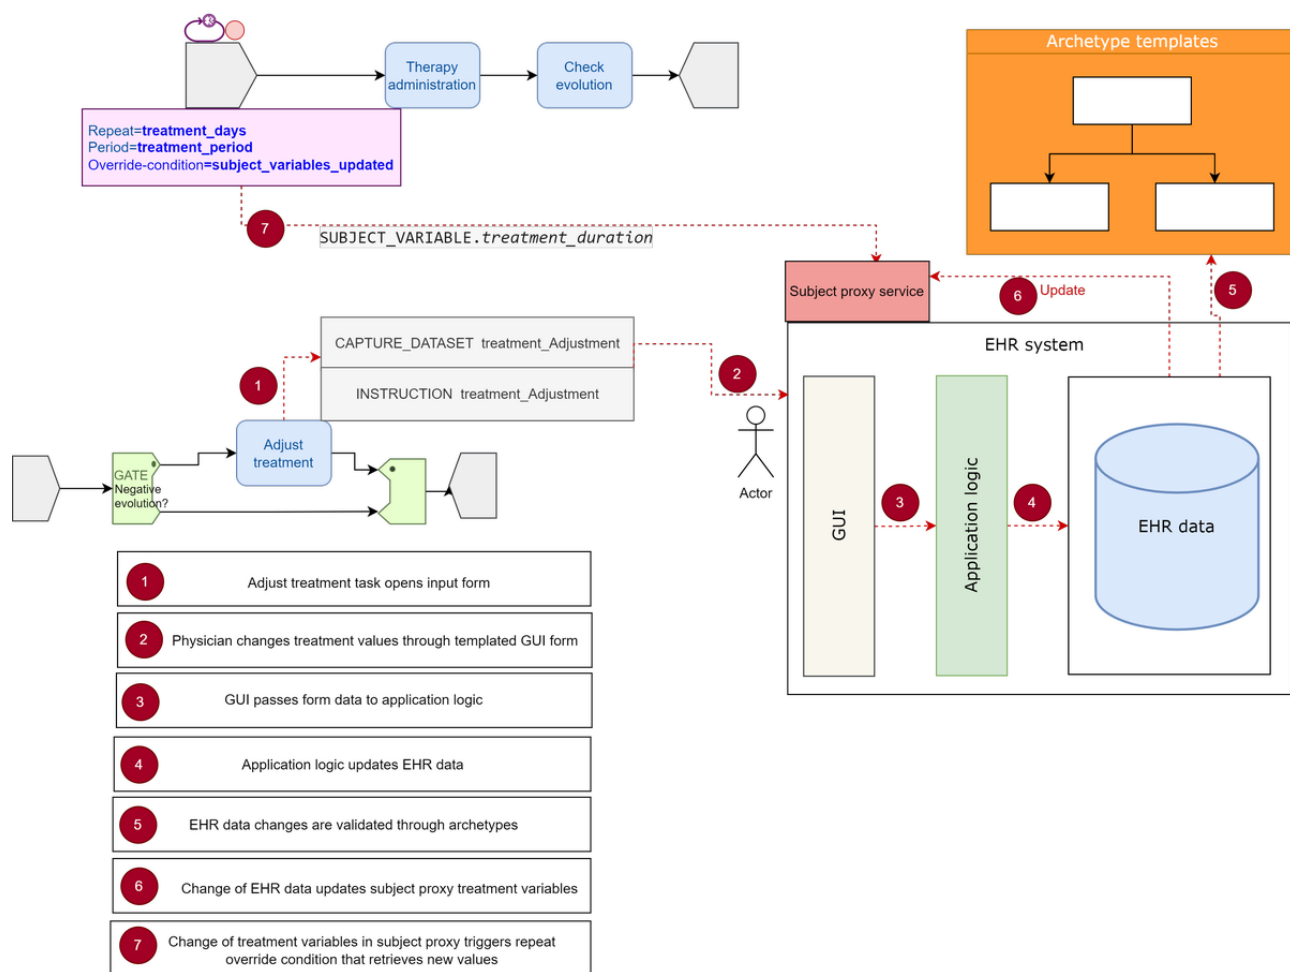 Archetype templates
Therapy
administration
Check
evolution
Repeat=treatment_days
Period=treatment_period
Override-condition=subject_variables_updated
7
SUBJECT_VARIABLE.treatment_duration
Subject proxy service
6
Update
5
EHR system
CAPTURE_DATASET treatment_Adjustment
INSTRUCTION treatment_Adjustment
1
2
Actor
Adjust
treatment
GATE
Negative
evolution?
GUI
3
Application logic
4
EHR data
1
Adjust treatment task opens input form
2
Physician changes treatment values through templated GUI form
3
GUI passes form data to application logic
4
Application logic updates EHR data
5
EHR data changes are validated through archetypes
6
Change of EHR data updates subject proxy treatment variables
7
Change of treatment variables in subject proxy triggers repeat
override condition that retrieves new values